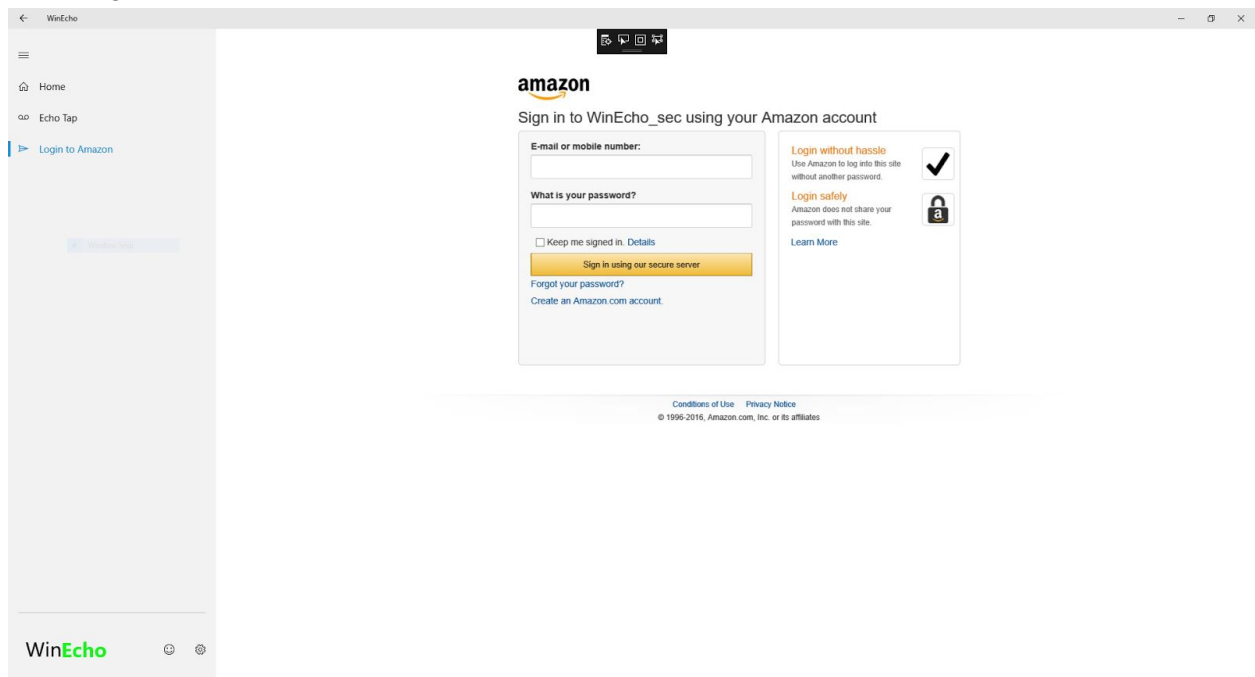 WinEcho
Home
Echo Tap
Login to Amazon
amazon
Sign in to WinEcho_sec using your Amazon account
E-mail or mobile number:
What is your password?
Keep me signed in. Details
Sign in using our secure server
Forgot your password?
Create an Amazon.com account.
Login without hassle
Use Amazon to log into this site
without another password.
Login safely
Amazon does not share your
password with this site.
Learn More
a
Conditions of Use Privacy Notice
© 1996-2016, Amazon.com, Inc. or its affiliates
WinEcho